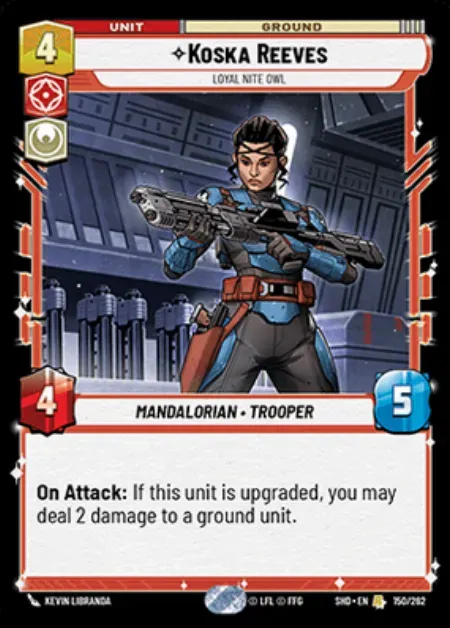 UNIT GROUND
4
KOSKA REEVES
LOYAL NITE OWL
4
MANDALORIAN • TROOPER
5
On Attack: If this unit is upgraded, you may
deal 2 damage to a ground unit.
KEVIN LIBRANDA © LFL © FFG SHD • EN R 150/262